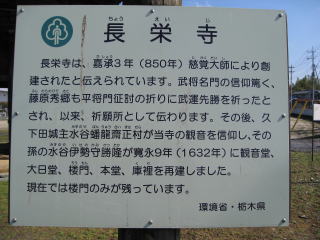 長栄寺
ちょう えい じ
長栄寺は、嘉承3年（850年）慈覚大師により創
建されたと伝えられています。武将名門の信仰篤く、
藤原秀郷も平将門征討の折りに武運先勝を祈ったと
され、以来、祈願所として伝わります。その後、久
下田城主水谷蟠龍齋正村が当寺の観音を信仰し、その
孫の水谷伊勢守勝隆が寛永9年（1632年）に観音堂、
大日堂、楼門、本堂、庫裡を再建しました。
現在では楼門のみが残っています。
環境省・栃木県